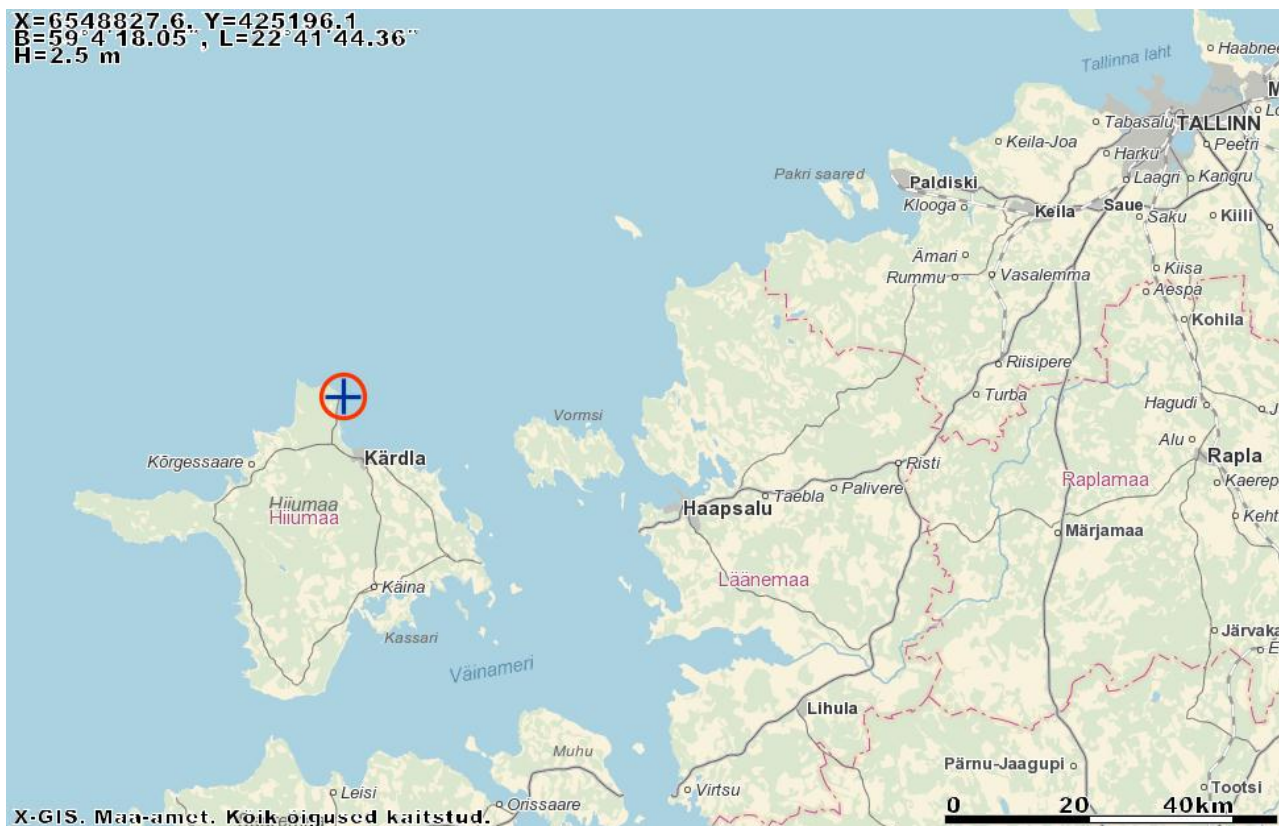 X=6548827.6, Y=425196.1
B=59°4'18.05", L=22°41'44.36"
H=2.5 m
Haabnee
Tallinna laht
M
Lo
Tabasalu
TALLINN
Keila-Joa
Harku
Peetri
Pakri saared
Paldiski
Laagri
Kangru
Klooga
Keila
Saue
Saku
Kiili
Ämari
Rummu
Vasalemma
Kiisa
Aespa
Kohila
Riisipere
Turba
Hagudi
J
Vormsi
Alu
Kõrgessaare
Kärdla
Risti
Rapla
Raplamaa
Kaerep
Hiiumaa
Hiiumaa
Haapsalu
Taebla
Palivere
Keht
Märjamaa
Läänemaa
Käina
Kassari
Järvaka
E
Väinameri
Lihula
Muhu
Pärnu-Jaagupi
Virtsu
Leisi
Orissaare
Tootsi
0 20 40km
X-GIS. Maa-amet. Kõik õigused kaitstud.